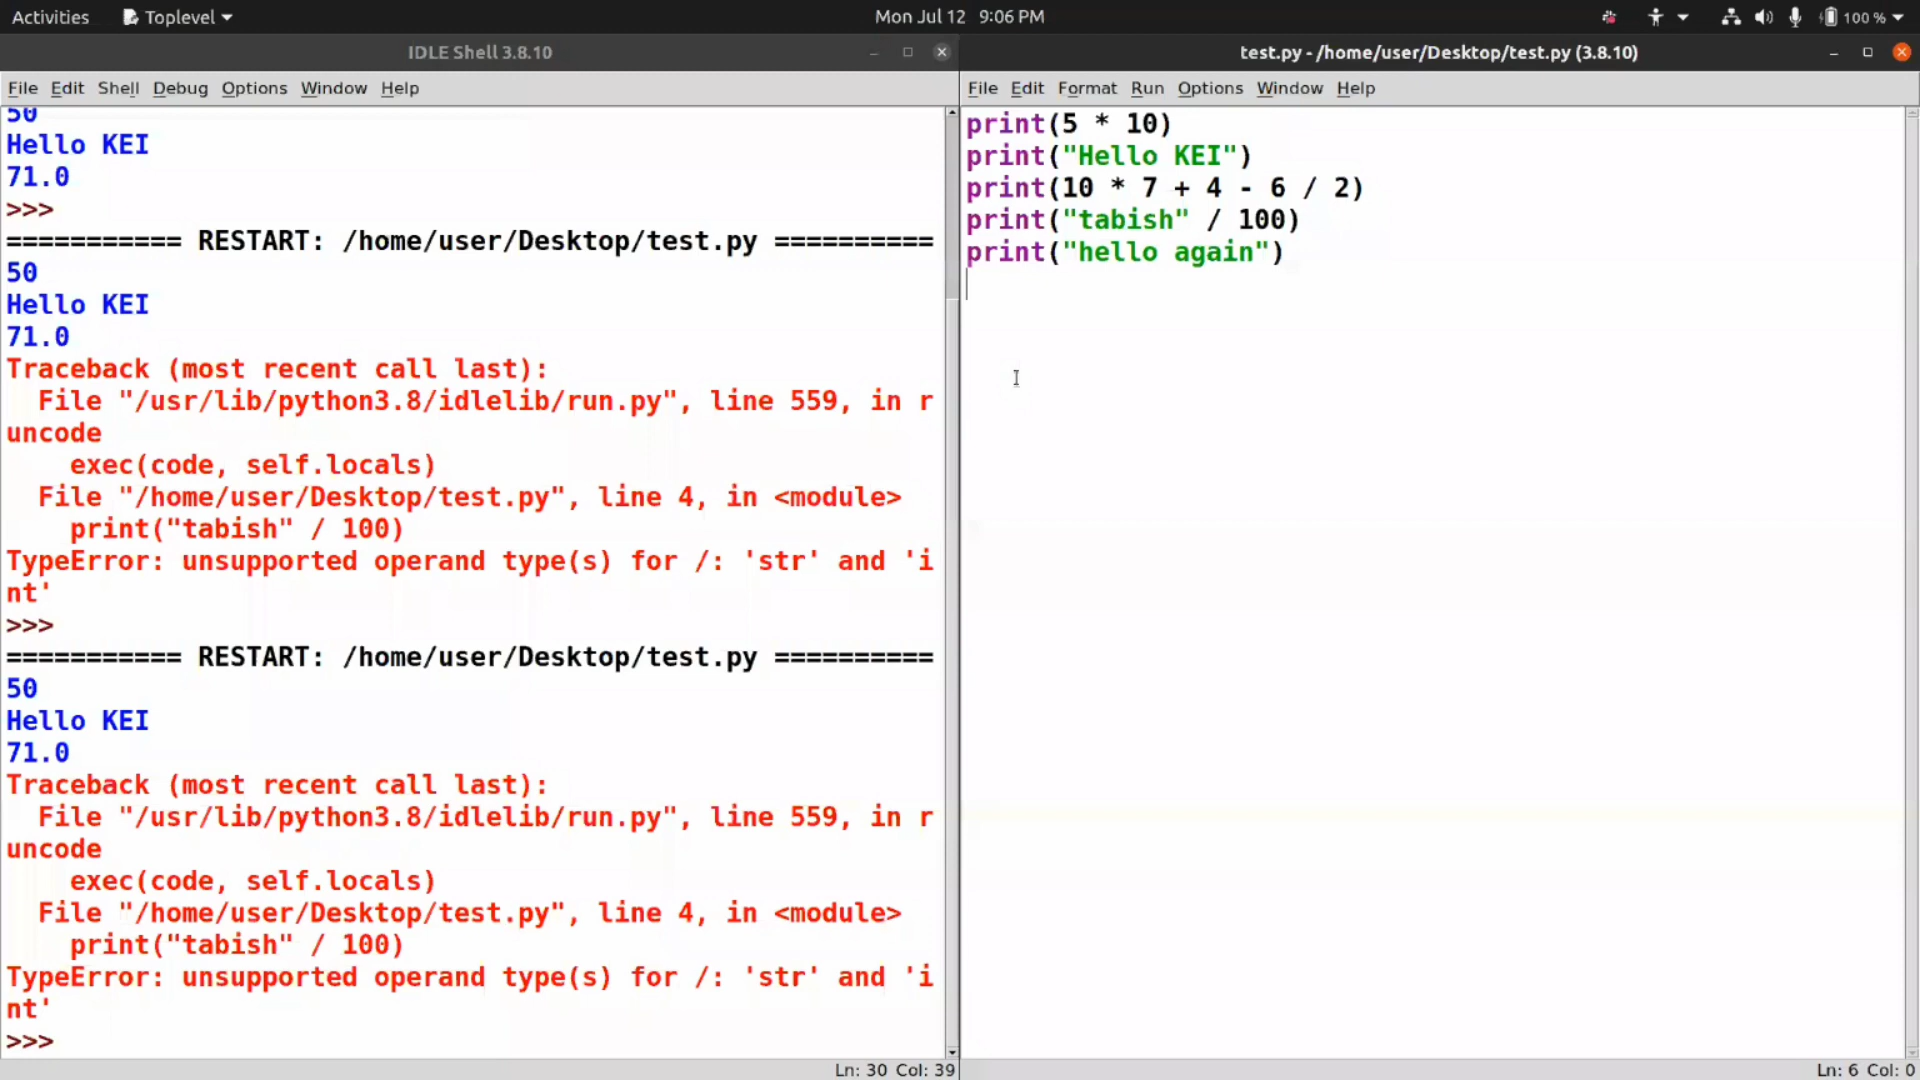 Activities Toplevel Mon Jul 12 9:06 PM 100 %
IDLE Shell 3.8.10
File Edit Shell Debug Options Window Help
50
Hello KEI
71.0
>>>
=========== RESTART: /home/user/Desktop/test.py ==========
50
Hello KEI
71.0
Traceback (most recent call last):
  File "/usr/lib/python3.8/idlelib/run.py", line 559, in r
uncode
    exec(code, self.locals)
  File "/home/user/Desktop/test.py", line 4, in <module>
    print("tabish" / 100)
TypeError: unsupported operand type(s) for /: 'str' and 'i
nt'
>>>
=========== RESTART: /home/user/Desktop/test.py ==========
50
Hello KEI
71.0
Traceback (most recent call last):
  File "/usr/lib/python3.8/idlelib/run.py", line 559, in r
uncode
    exec(code, self.locals)
  File "/home/user/Desktop/test.py", line 4, in <module>
    print("tabish" / 100)
TypeError: unsupported operand type(s) for /: 'str' and 'i
nt'
>>>
Ln: 30 Col: 39
test.py - /home/user/Desktop/test.py (3.8.10)
File Edit Format Run Options Window Help
print(5 * 10)
print("Hello KEI")
print(10 * 7 + 4 - 6 / 2)
print("tabish" / 100)
print("hello again")
Ln: 6 Col: 0